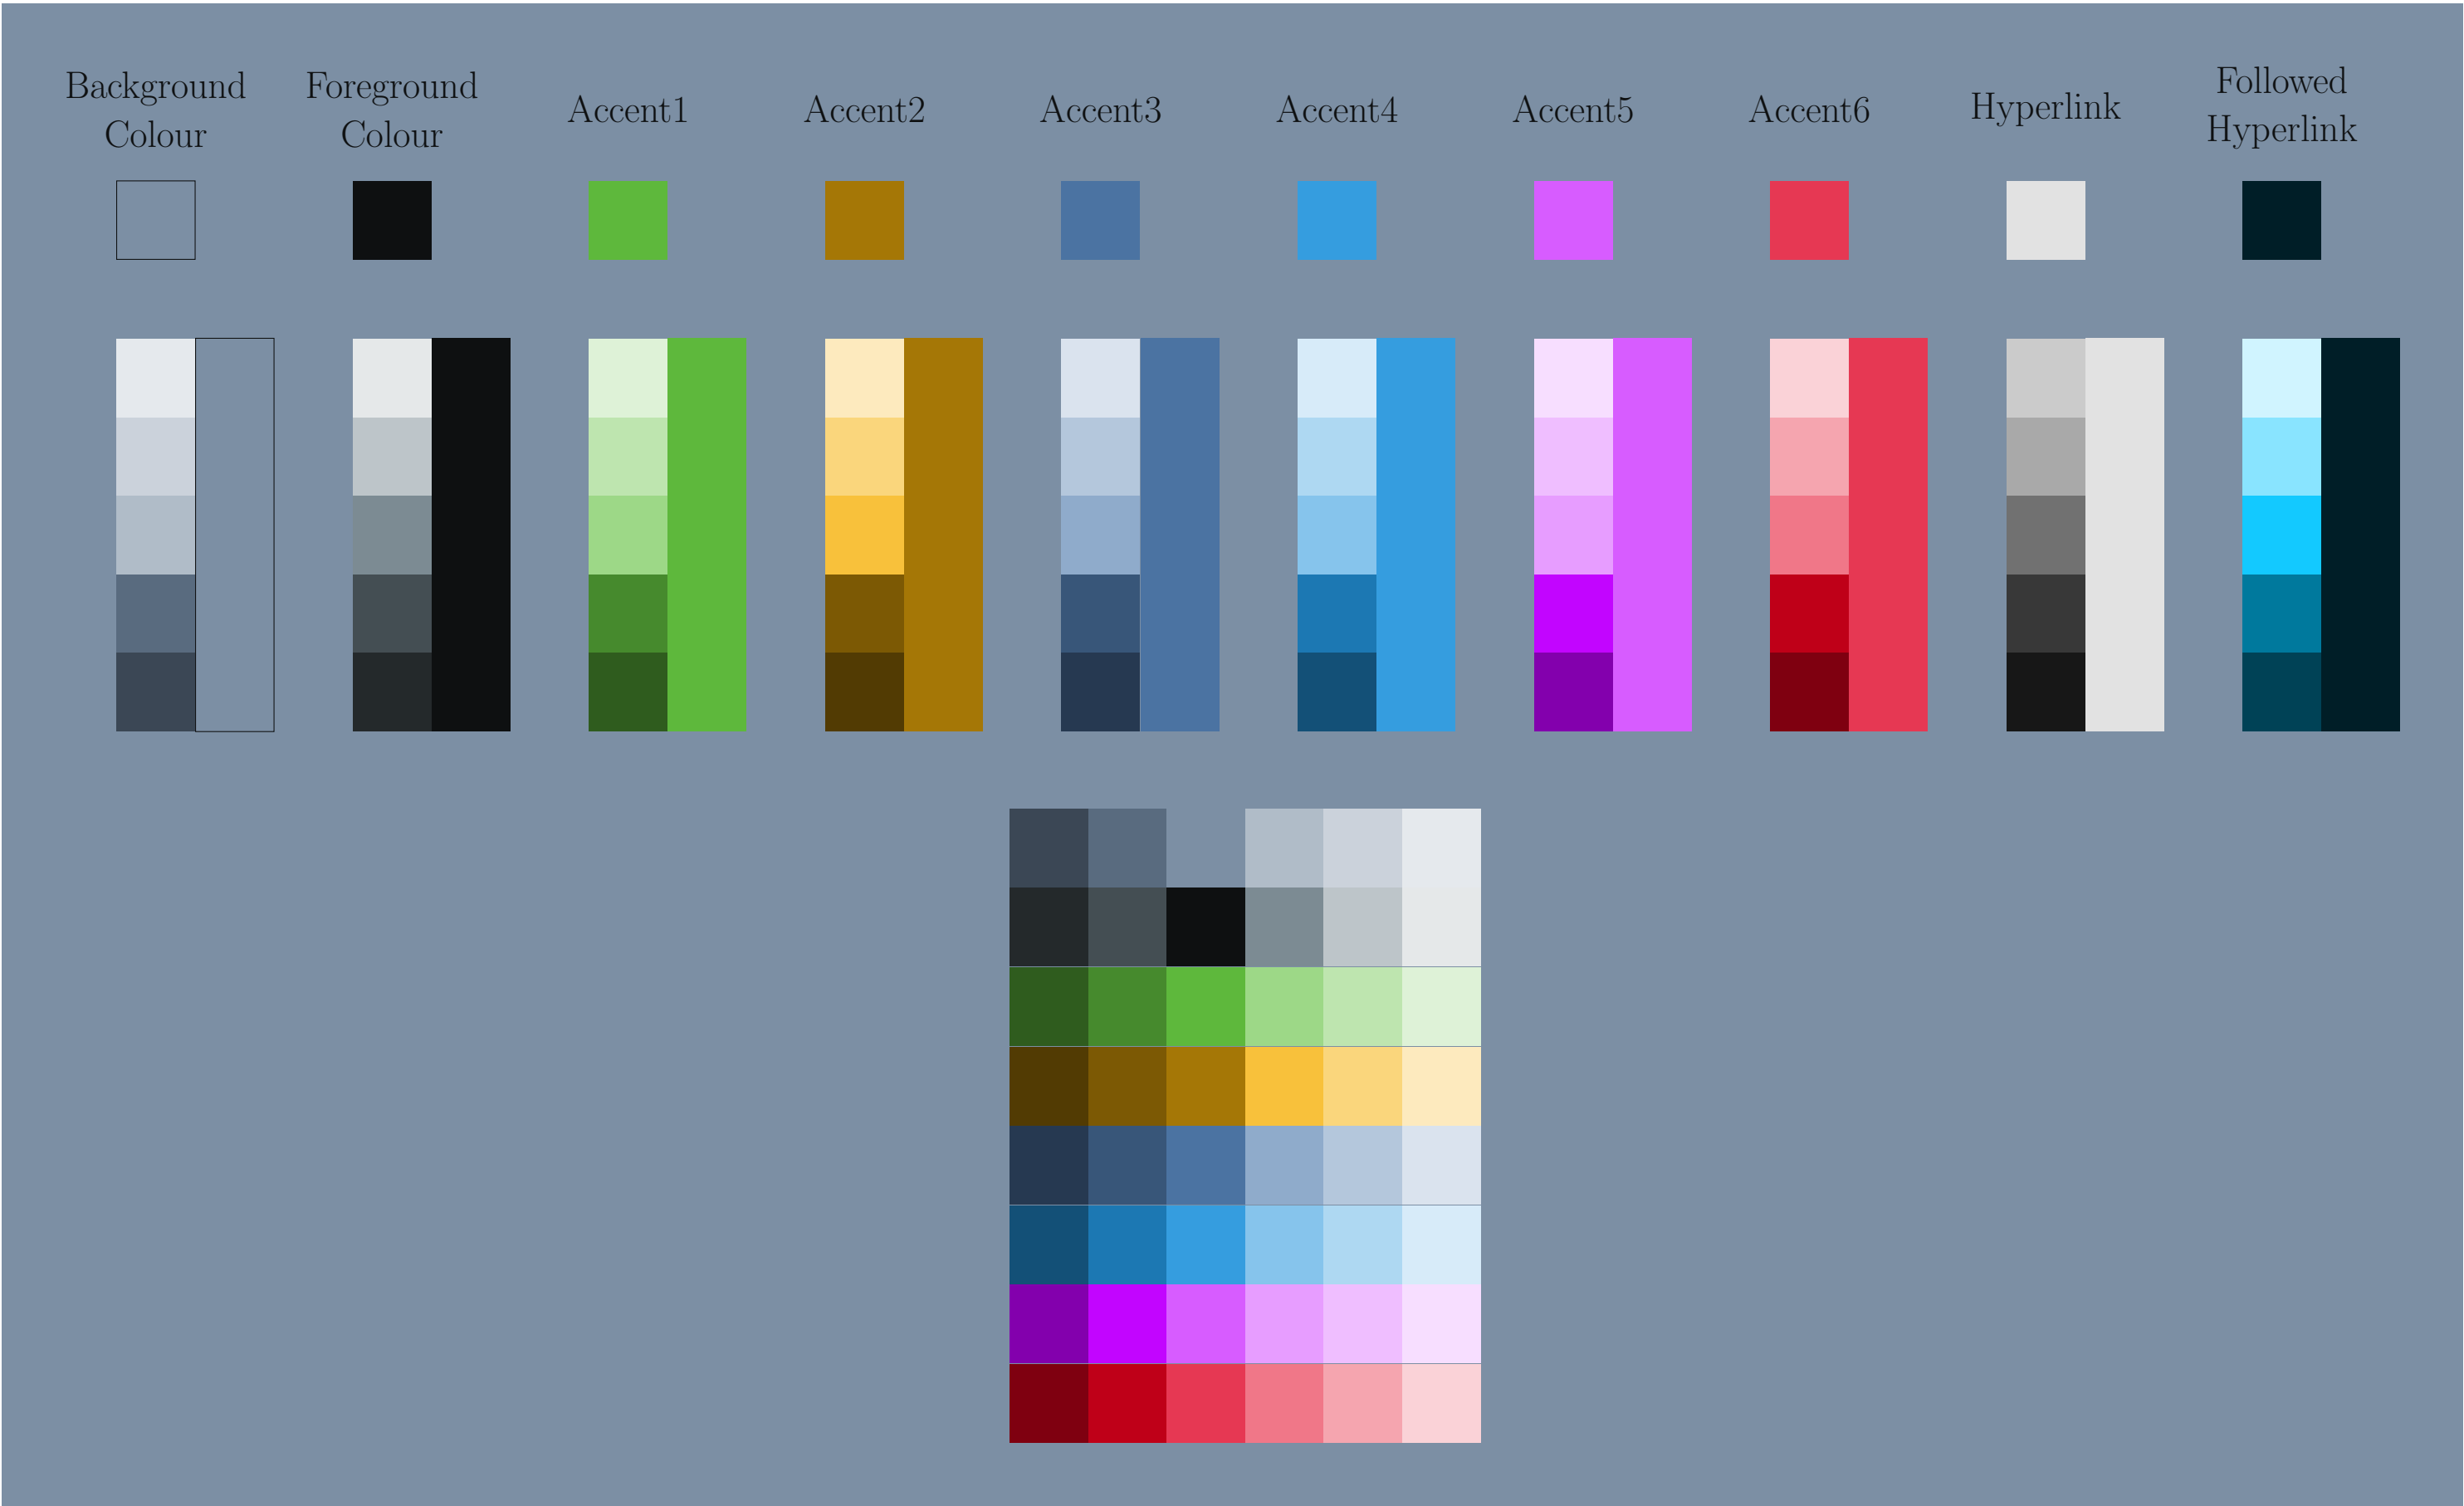 Background
Colour
Foreground
Colour
Accent1
Accent2
Accent3
Accent4
Accent5
Accent6
Hyperlink
Followed
Hyperlink